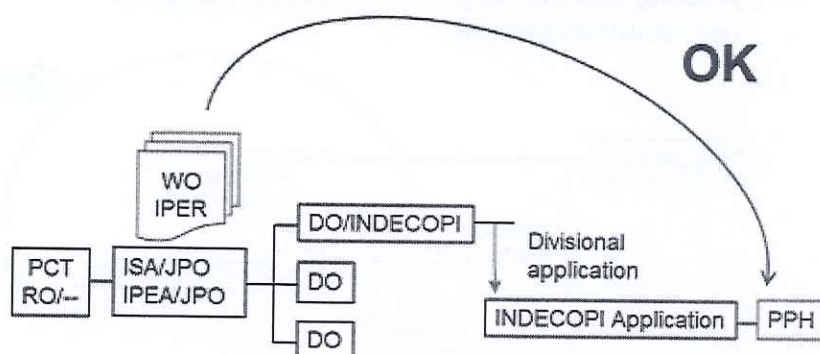 OK
WO
IPER
DO/INDECOPI
Divisional
application
PCT
RO/--
ISA/JPO
IPEA/JPO
DO
INDECOPI Application
PPH
DO